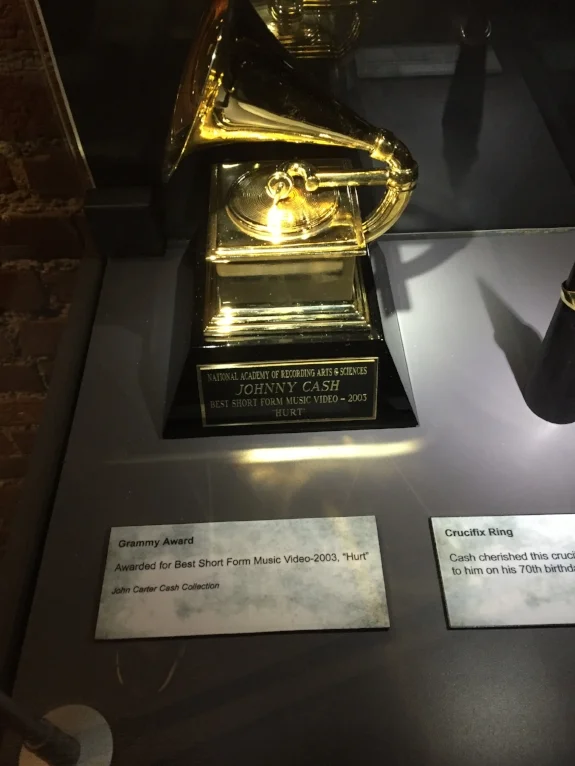 NATIONAL ACADEMY OF RECORDING ARTS & SCIENCES
JOHNNY CASH
BEST SHORT FORM MUSIC VIDEO - 2003
"HURT"
Grammy Award
Awarded for Best Short Form Music Video-2003, "Hurt"
John Carter Cash Collection
Crucifix Ring
Cash cherished this cruci
to him on his 70th birthda